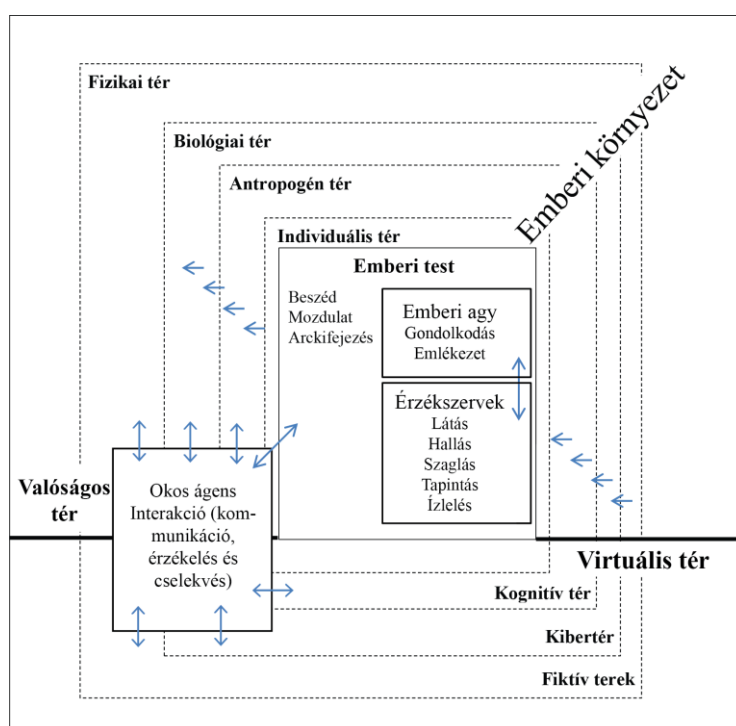 Fizikai tér
Emberi környezet
Biológiai tér
Antropogén tér
Individuális tér
Emberi test
Beszéd
Mozdulat
Arckifejezés
Emberi agy
Gondolkodás
Emlékezet
Érzékszervek
Látás
Hallás
Szaglás
Tapintás
Ízlelés
Valóságos
tér
Okos ágens
Interakció (kom-
munikáció,
érzékelés és
cselekvés)
Virtuális tér
Kognitív tér
Kibertér
Fiktív terek